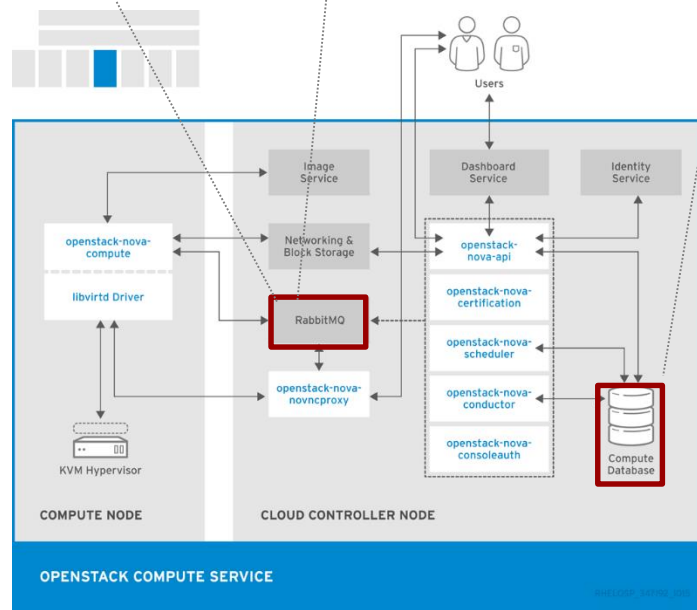 Users
Image
Service
Dashboard
Service
Identity
Service
openstack-nova-
compute
Networking &
Block Storage
openstack-
nova-api
libvirtd Driver
openstack-nova-
certification
RabbitMQ
openstack-nova-
scheduler
openstack-nova-
novncproxy
openstack-nova-
conductor
openstack-nova-
consoleauth
Compute
Database
KVM Hypervisor
COMPUTE NODE
CLOUD CONTROLLER NODE
OPENSTACK COMPUTE SERVICE